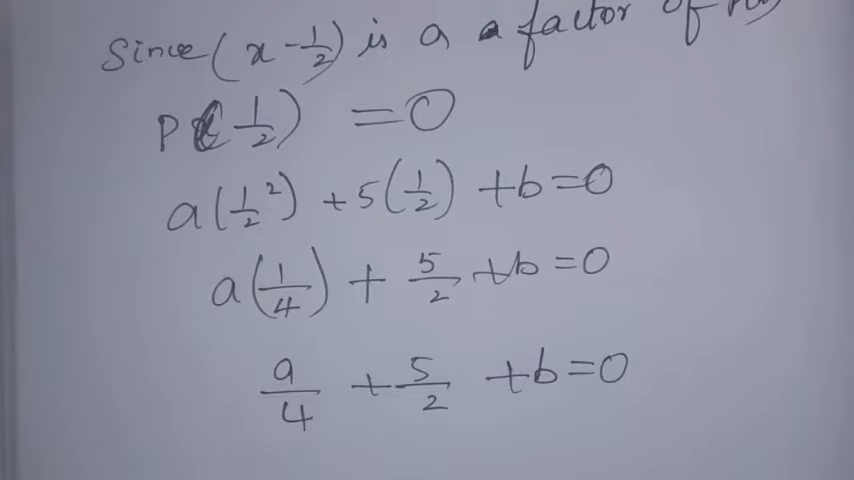 Since (x - 1/2) is a a factor of
P(1/2) = 0
a(1/2²) + 5(1/2) + b = 0
a(1/4) + 5/2 + b = 0
a/4 + 5/2 + b = 0